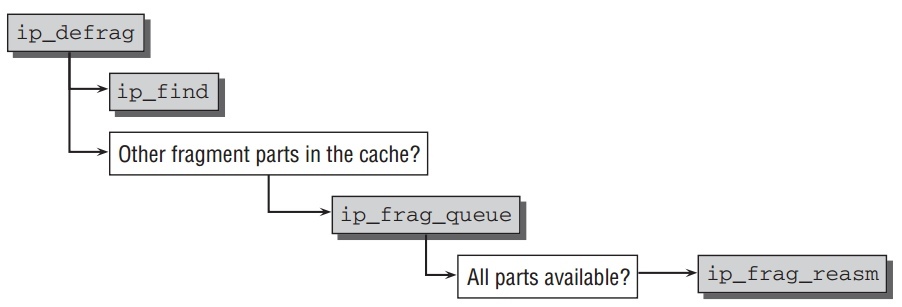 ip_defrag
ip_find
Other fragment parts in the cache?
ip_frag_queue
All parts available?
ip_frag_reasm